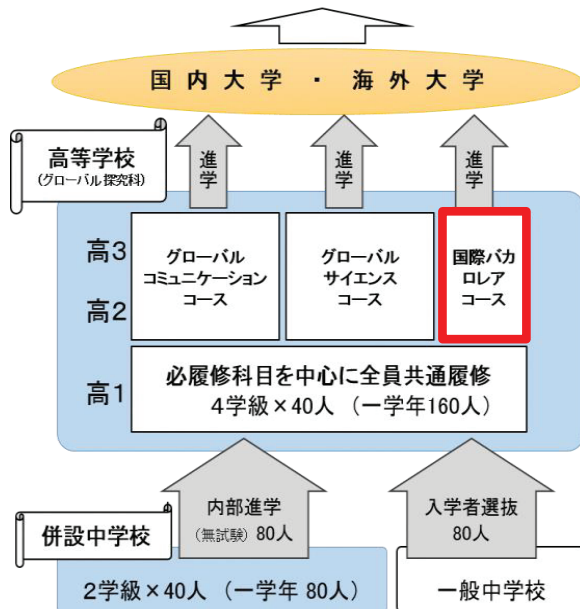 国内大学・海外大学
高等学校
(グローバル探究科)
進学
進学
進学
高3
高2
グローバル
コミュニケーション
コース
グローバル
サイエンス
コース
国際バカ
ロレア
コース
高1
必履修科目を中心に全員共通履修
4学級×40人 (一学年160人)
内部進学
(無試験) 80人
入学者選抜
80人
併設中学校
2学級×40人 (一学年 80人)
一般中学校